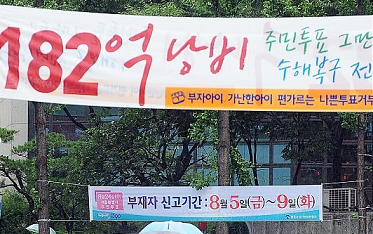 182억 낭비
주민투표 그만
수해복구 전
부자아이 가난한아이 편가르는 나쁜투표거부
부재자 신고기간 : 8월 5일(금)~9일(화)